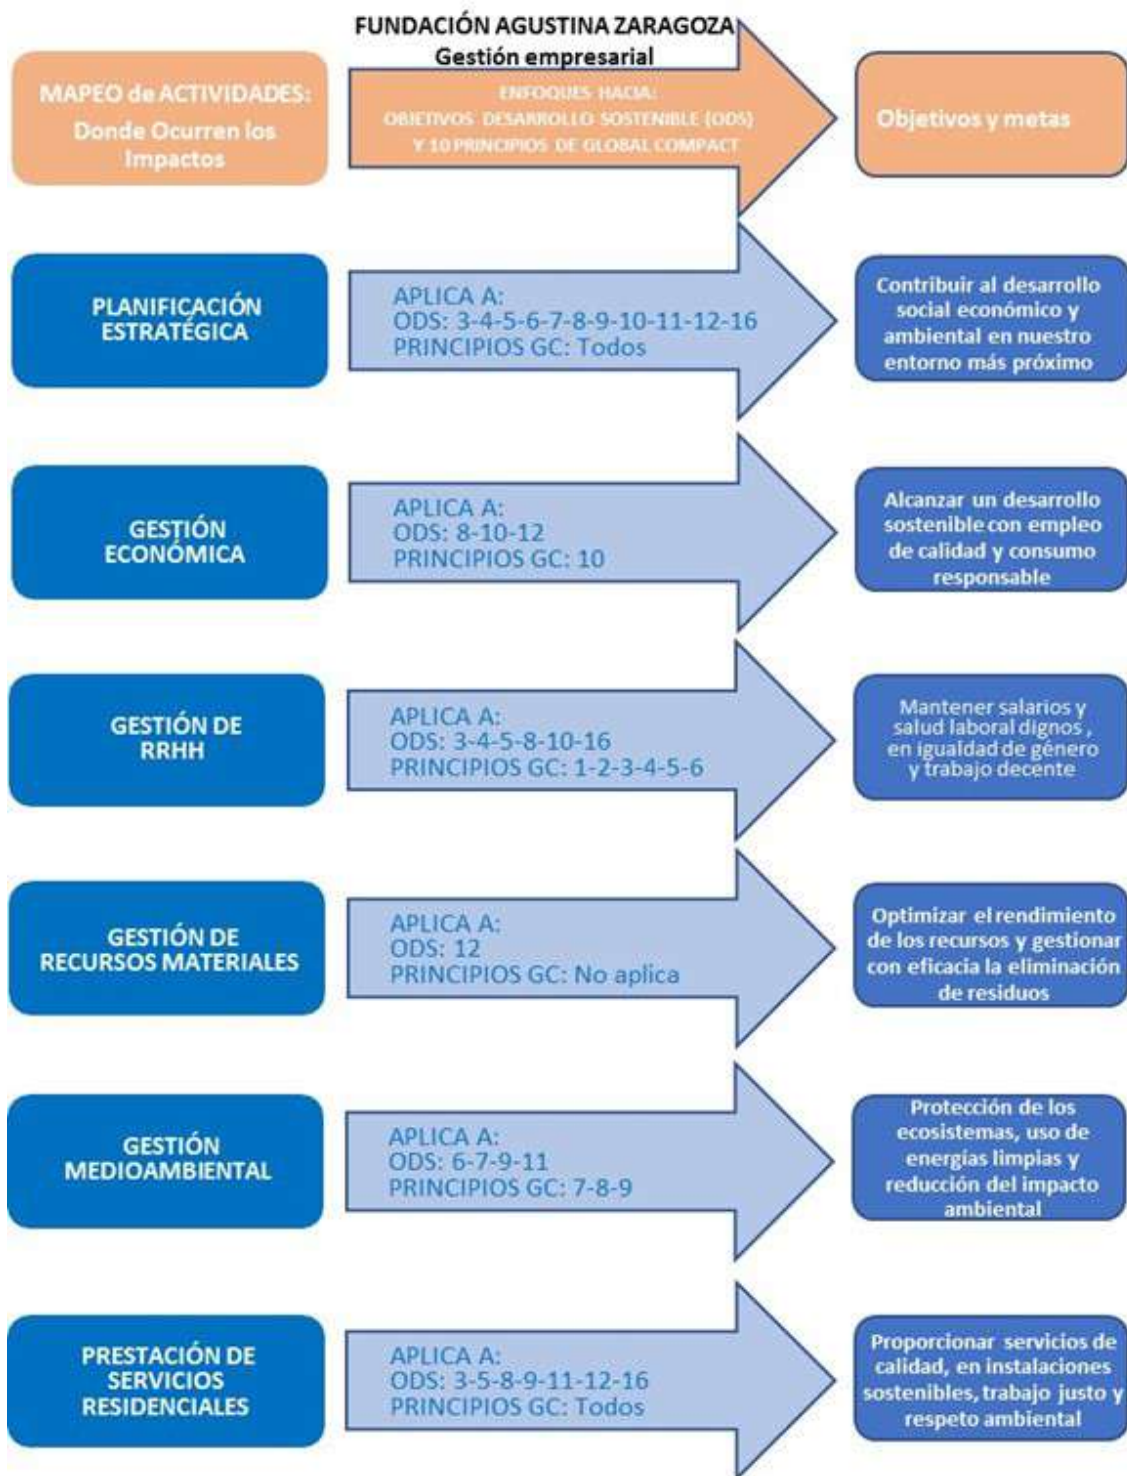 FUNDACIÓN AGUSTINA ZARAGOZA
Gestión empresarial
MAPEO de ACTIVIDADES:
Donde Ocurren los
Impactos
ENFOQUES HACIA:
OBJETIVOS DESARROLLO SOSTENIBLE (ODS)
Y 10 PRINCIPIOS DE GLOBAL COMPACT
Objetivos y metas
PLANIFICACIÓN
ESTRATÉGICA
APLICA A:
ODS: 3-4-5-6-7-8-9-10-11-12-16
PRINCIPIOS GC: Todos
Contribuir al desarrollo
social económico y
ambiental en nuestro
entorno más próximo
GESTIÓN
ECONÓMICA
APLICA A:
ODS: 8-10-12
PRINCIPIOS GC: 10
Alcanzar un desarrollo
sostenible con empleo
de calidad y consumo
responsable
GESTIÓN DE
RRHH
APLICA A:
ODS: 3-4-5-8-10-16
PRINCIPIOS GC: 1-2-3-4-5-6
Mantener salarios y
salud laboral dignos ,
en igualdad de género
y trabajo decente
GESTIÓN DE
RECURSOS MATERIALES
APLICA A:
ODS: 12
PRINCIPIOS GC: No aplica
Optimizar el rendimiento
de los recursos y gestionar
con eficacia la eliminación
de residuos
GESTIÓN
MEDIOAMBIENTAL
APLICA A:
ODS: 6-7-9-11
PRINCIPIOS GC: 7-8-9
Protección de los
ecosistemas, uso de
energías limpias y
reducción del impacto
ambiental
PRESTACIÓN DE
SERVICIOS
RESIDENCIALES
APLICA A:
ODS: 3-5-8-9-11-12-16
PRINCIPIOS GC: Todos
Proporcionar servicios de
calidad, en instalaciones
sostenibles, trabajo justo y
respeto ambiental